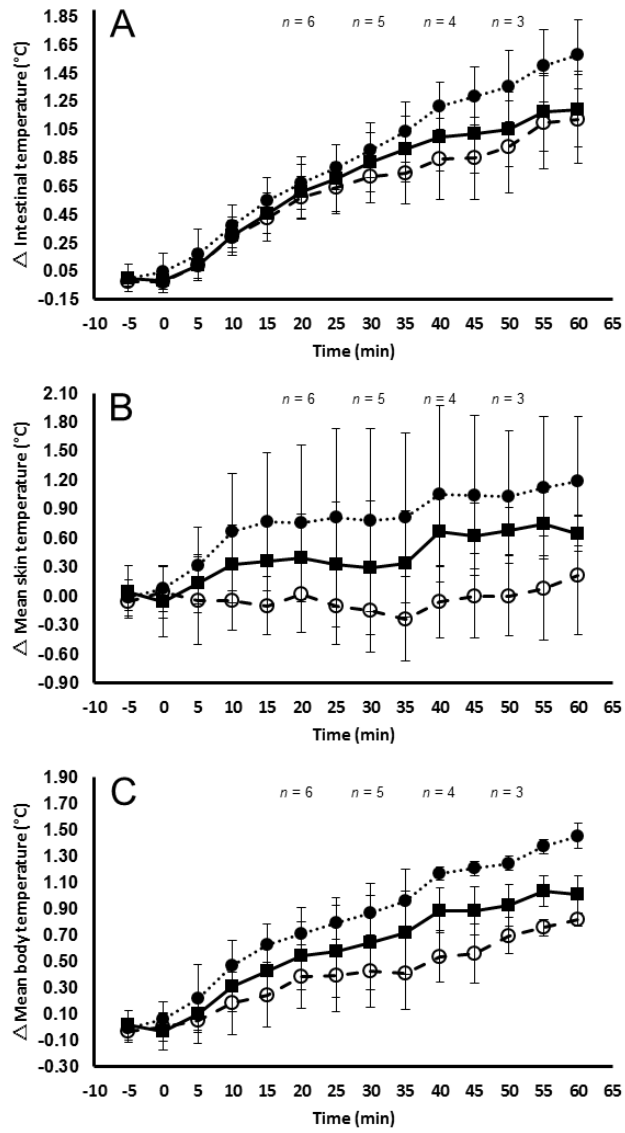 A
n = 6 n = 5 n = 4 n = 3
△ Intestinal temperature (°C)
1.85
1.65
1.45
1.25
1.05
0.85
0.65
0.45
0.25
0.05
-0.15
-10 -5 0 5 10 15 20 25 30 35 40 45 50 55 60 65
Time (min)
B
n = 6 n = 5 n = 4 n = 3
△ Mean skin temperature (°C)
2.10
1.80
1.50
1.20
0.90
0.60
0.30
0.00
-0.30
-0.60
-0.90
-10 -5 0 5 10 15 20 25 30 35 40 45 50 55 60 65
Time (min)
C
n = 6 n = 5 n = 4 n = 3
△ Mean body temperature (°C)
1.90
1.70
1.50
1.30
1.10
0.90
0.70
0.50
0.30
0.10
-0.10
-0.30
-10 -5 0 5 10 15 20 25 30 35 40 45 50 55 60 65
Time (min)